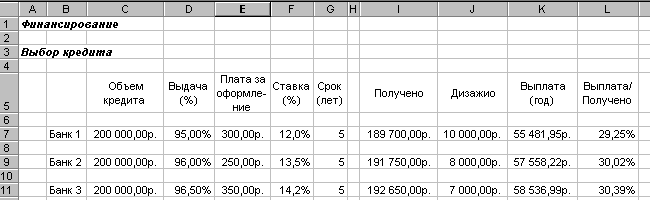 A B C D E F G H I J K L
1 Финансирование
2
3 Выбор кредита
4
5 Объем кредита Выдача (%) Плата за оформле-ние Ставка (%) Срок (лет) Получено Дизажио Выплата (год) Выплата/Получено
6
7 Банк 1 200 000,00р. 95,00% 300,00р. 12,0% 5 189 700,00р. 10 000,00р. 55 481,95р. 29,25%
8
9 Банк 2 200 000,00р. 96,00% 250,00р. 13,5% 5 191 750,00р. 8 000,00р. 57 558,22р. 30,02%
10
11 Банк 3 200 000,00р. 96,50% 350,00р. 14,2% 5 192 650,00р. 7 000,00р. 58 536,99р. 30,39%